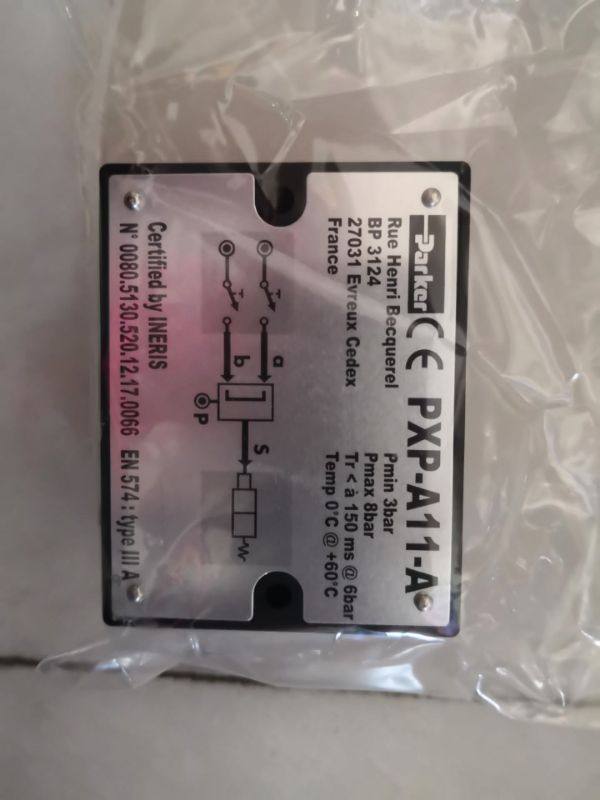 Parker CE PXP-A11-A
Rue Henri Becquerel
BP 3124
27031 Evreux Cedex
France
Pmin 3bar
Pmax 8bar
Tr < à 150 ms @ 6bar
Temp 0°C @ +60°C
a
b
S
P
Certified by INERIS
N° 0080.5130.520.12.17.0066 EN 574 : type III A